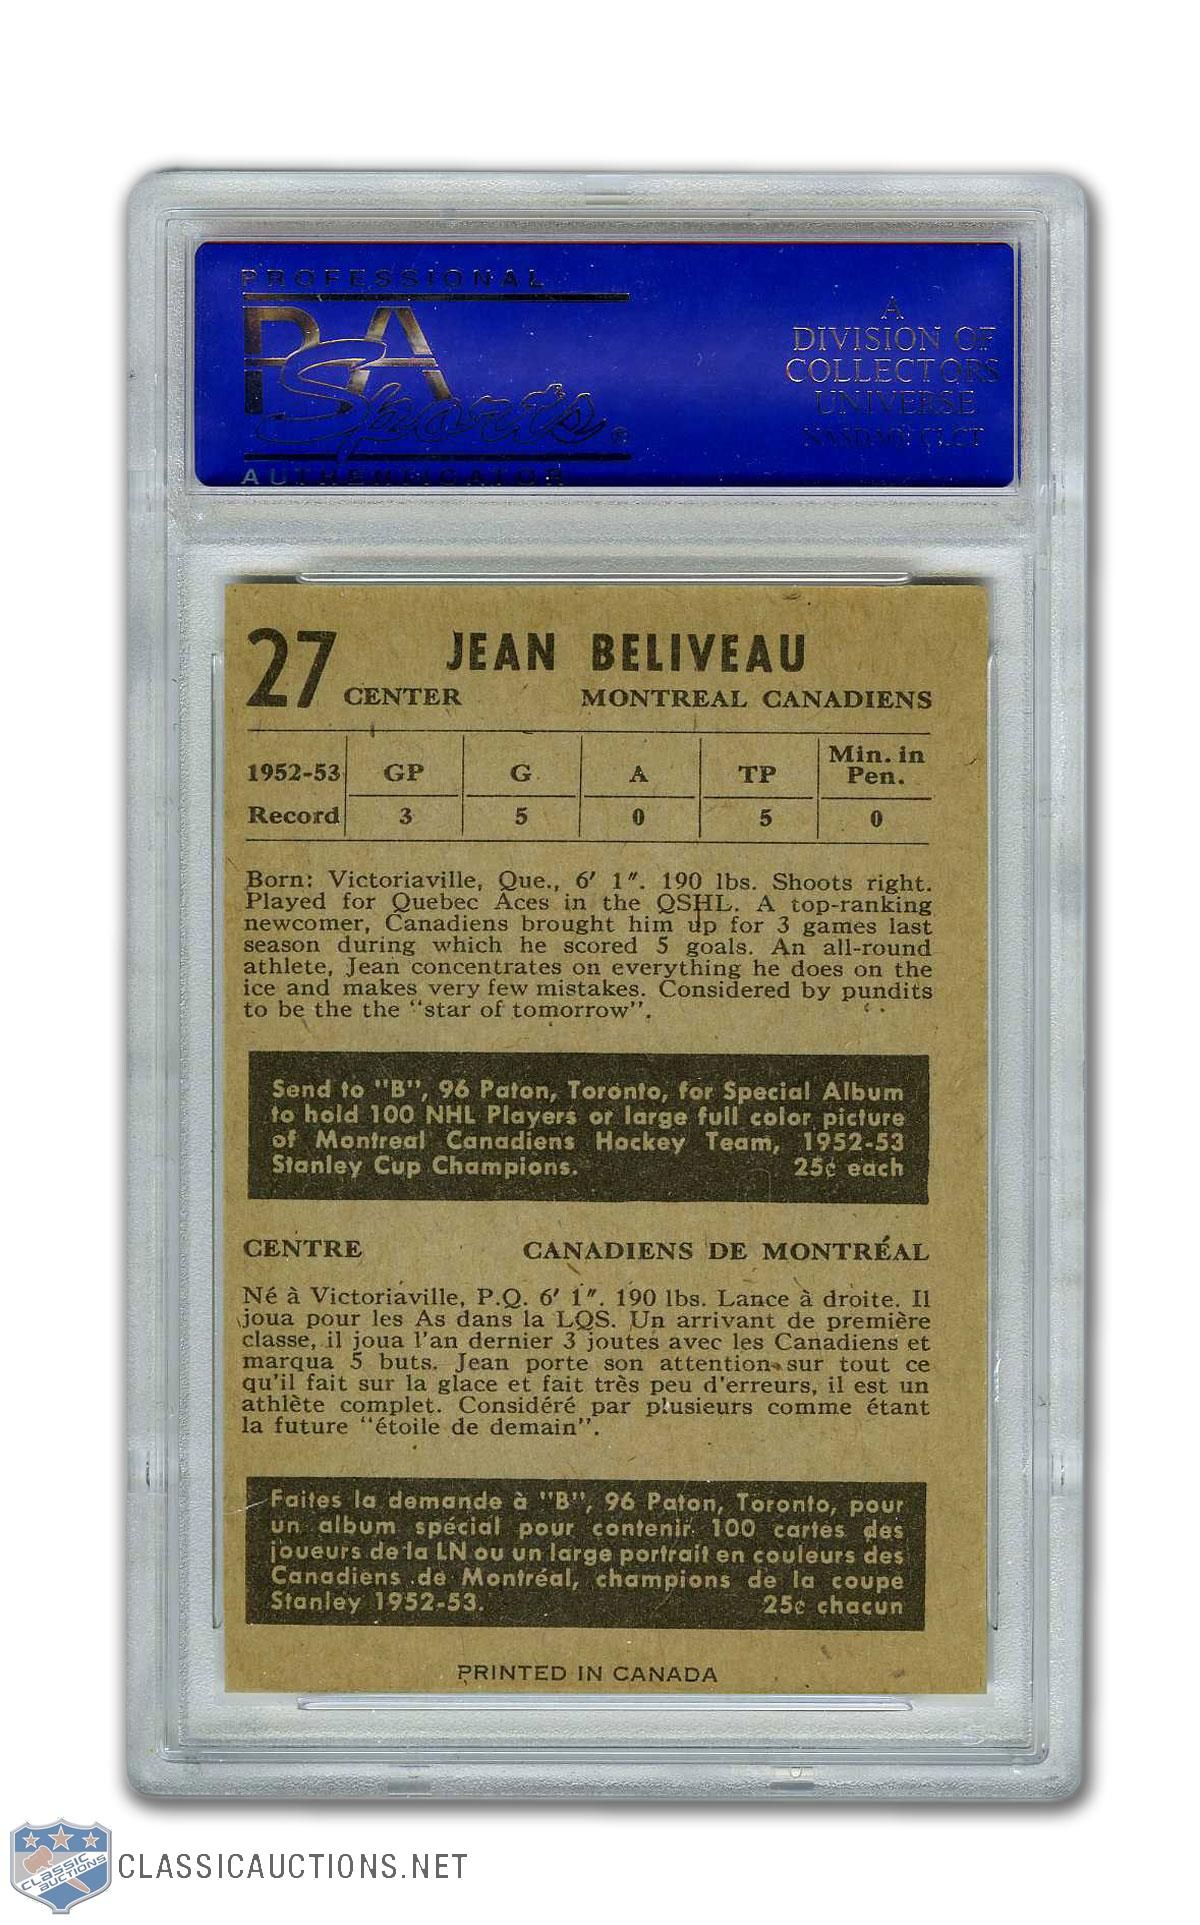 PROFESSIONAL
PSA
Sports®
AUTHENTICATOR
A
DIVISION OF
COLLECTORS
UNIVERSE
NASDAQ: CLCT
27 JEAN BELIVEAU
CENTER MONTREAL CANADIENS
1952-53 GP G A TP Min. in Pen.
Record 3 5 0 5 0
Born: Victoriaville, Que., 6' 1". 190 lbs. Shoots right.
Played for Quebec Aces in the QSHL. A top-ranking
newcomer, Canadiens brought him up for 3 games last
season during which he scored 5 goals. An all-round
athlete, Jean concentrates on everything he does on the
ice and makes very few mistakes. Considered by pundits
to be the the "star of tomorrow".
Send to "B", 96 Paton, Toronto, for Special Album
to hold 100 NHL Players or large full color picture
of Montreal Canadiens Hockey Team, 1952-53
Stanley Cup Champions. 25¢ each
CENTRE CANADIENS DE MONTRÉAL
Né à Victoriaville, P.Q. 6' 1". 190 lbs. Lance à droite. Il
joua pour les As dans la LQS. Un arrivant de première
classe, il joua l'an dernier 3 joutes avec les Canadiens et
marqua 5 buts. Jean porte son attention sur tout ce
qu'il fait sur la glace et fait très peu d'erreurs, il est un
athlète complet. Considéré par plusieurs comme étant
la future "étoile de demain".
Faites la demande à "B", 96 Paton, Toronto, pour
un album spécial pour contenir 100 cartes des
joueurs de la LN ou un large portrait en couleurs des
Canadiens de Montréal, champions de la coupe
Stanley 1952-53. 25¢ chacun
PRINTED IN CANADA
CLASSIC
AUCTIONS
CLASSICAUCTIONS.NET